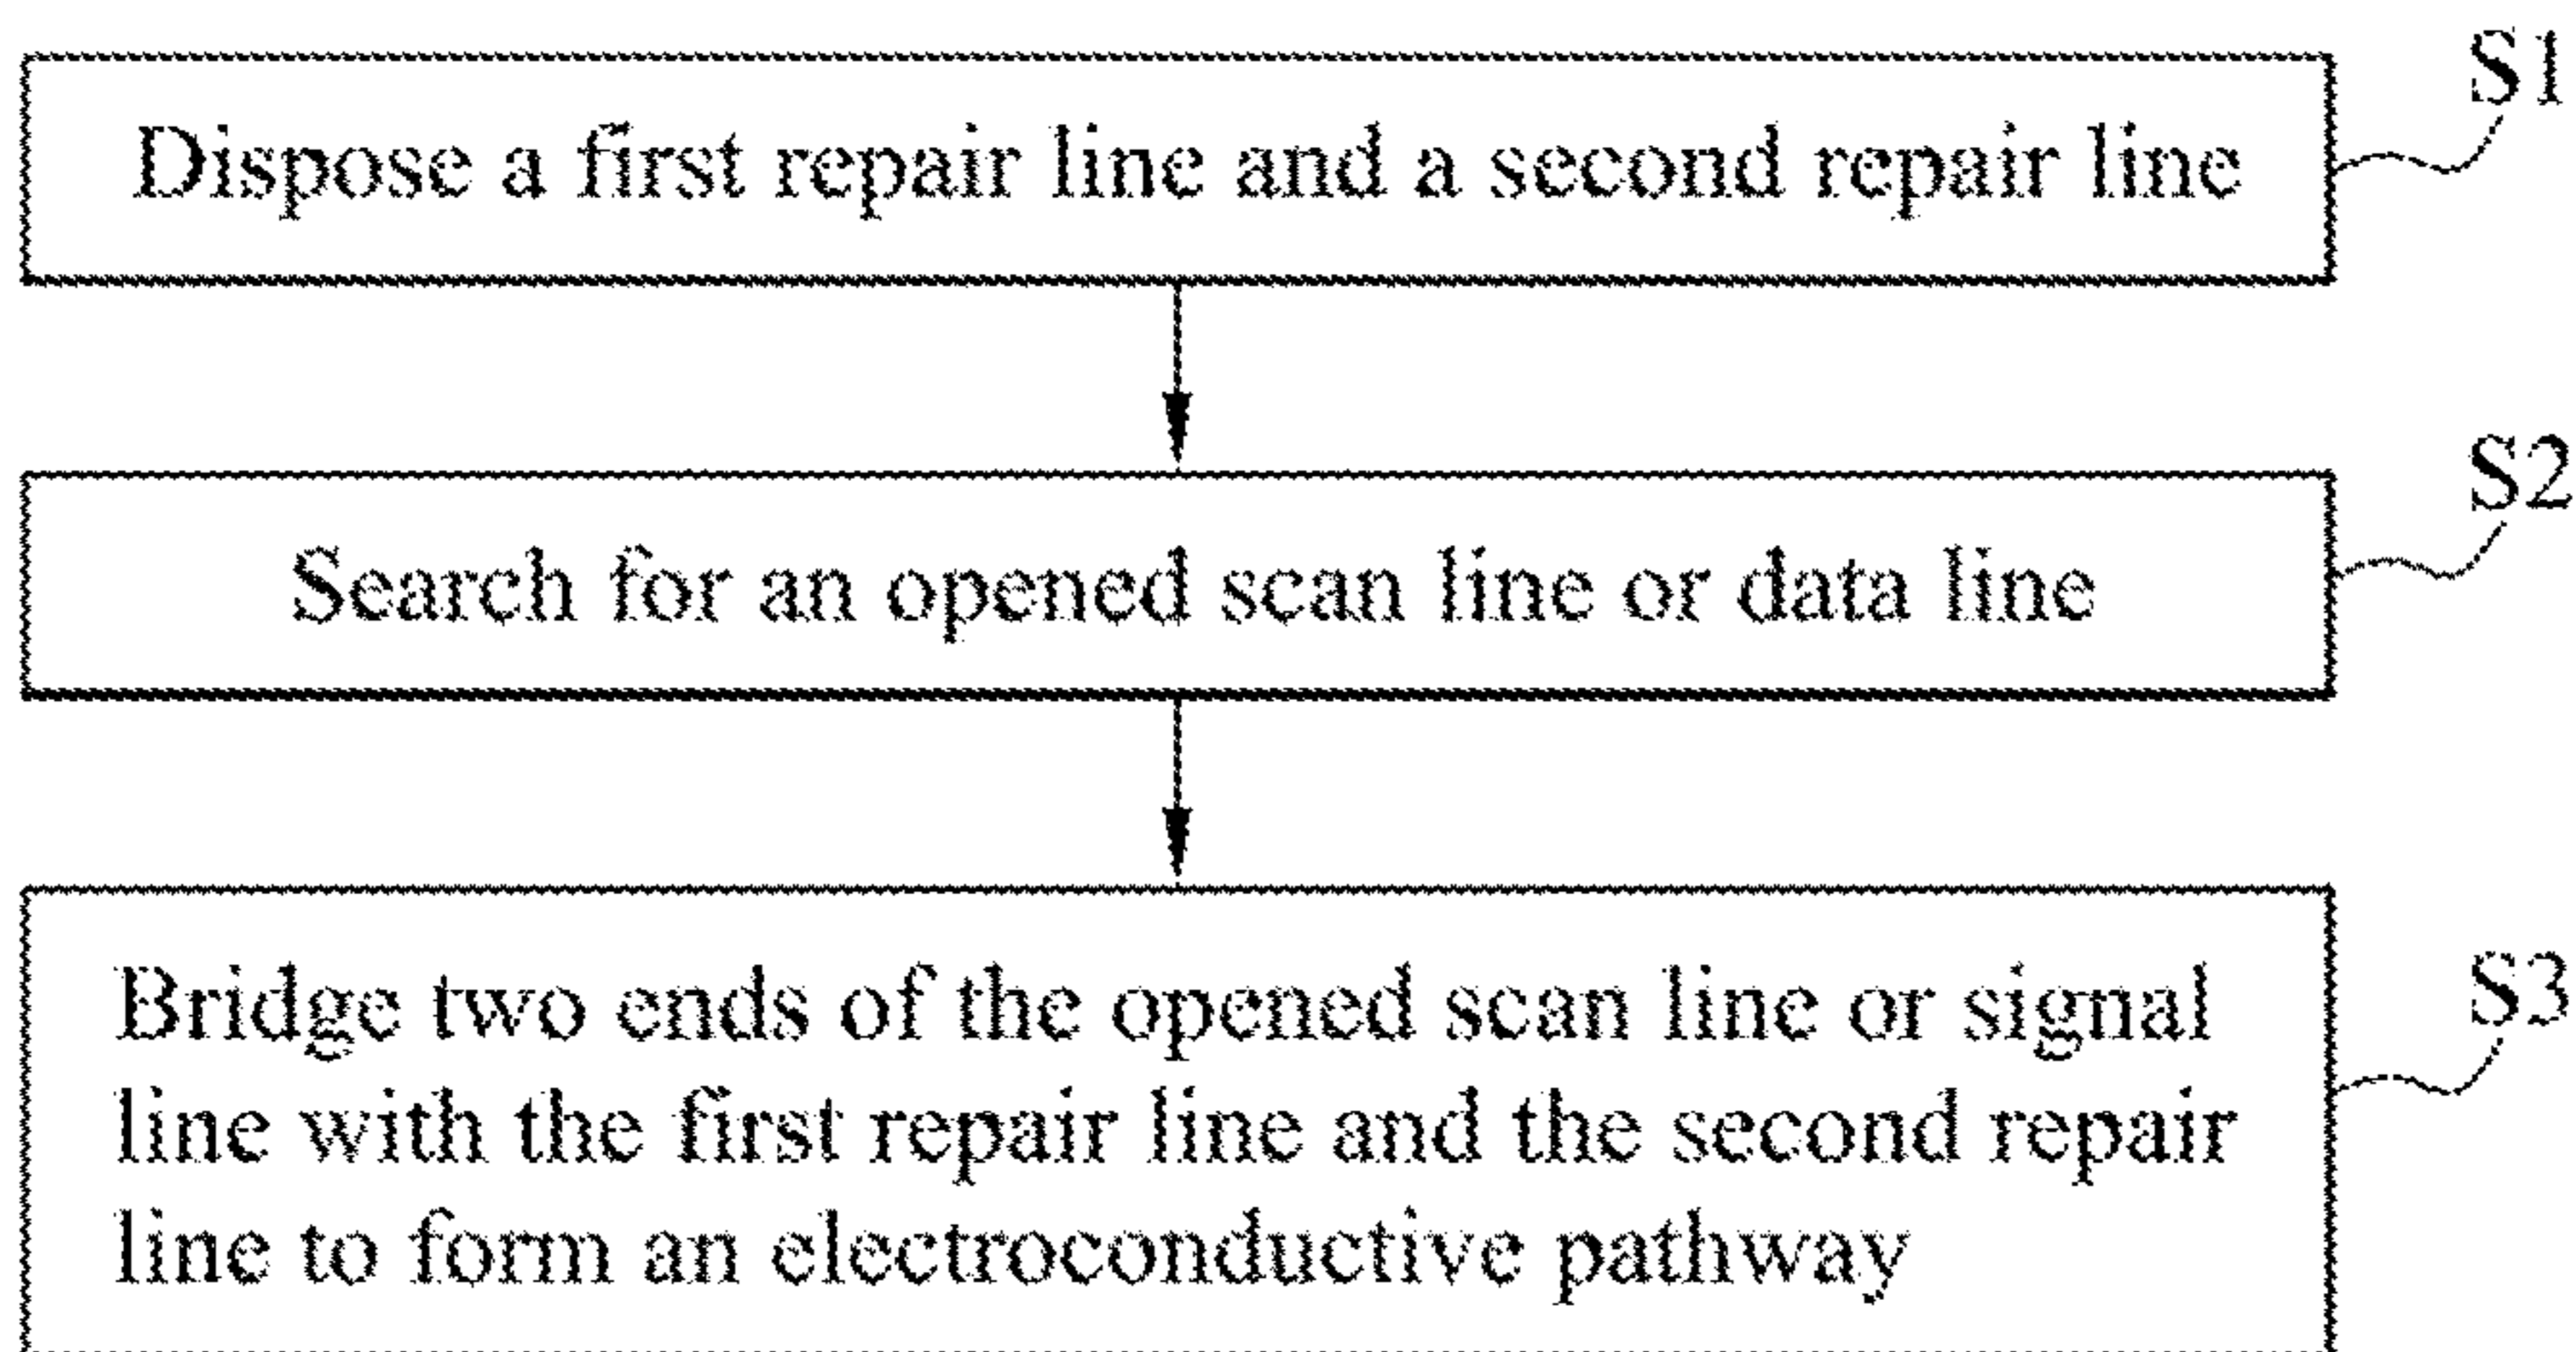 S1
Dispose a first repair line and a second repair line
S2
Search for an opened scan line or data line
S3
Bridge two ends of the opened scan line or signal
line with the first repair line and the second repair
line to form an electroconductive pathway